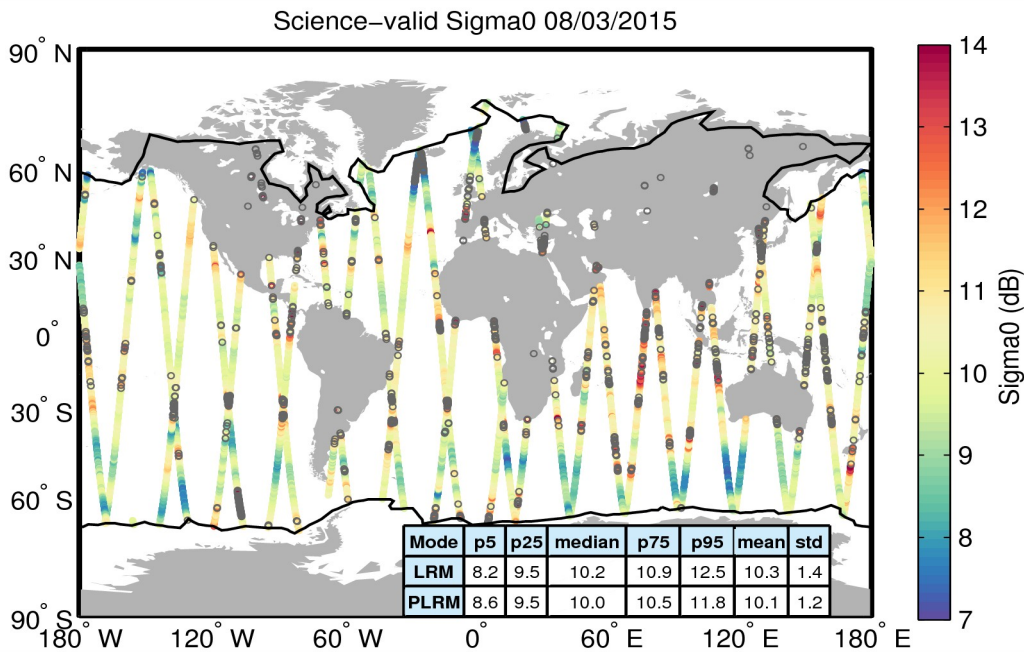 Science−valid Sigma0 08/03/2015
90° N
60° N
30° N
0°
30° S
60° S
90° S
180° W
120° W
60° W
0°
60° E
120° E
180° E
Mode p5 p25 median p75 p95 mean std
LRM 8.2 9.5 10.2 10.9 12.5 10.3 1.4
PLRM 8.6 9.5 10.0 10.5 11.8 10.1 1.2
14
13
12
11
10
9
8
7
Sigma0 (dB)